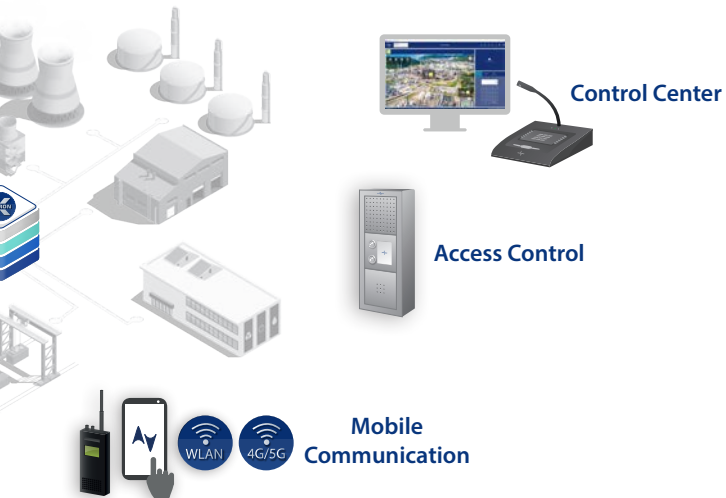 Control Center
Access Control
WLAN
4G/5G
Mobile
Communication